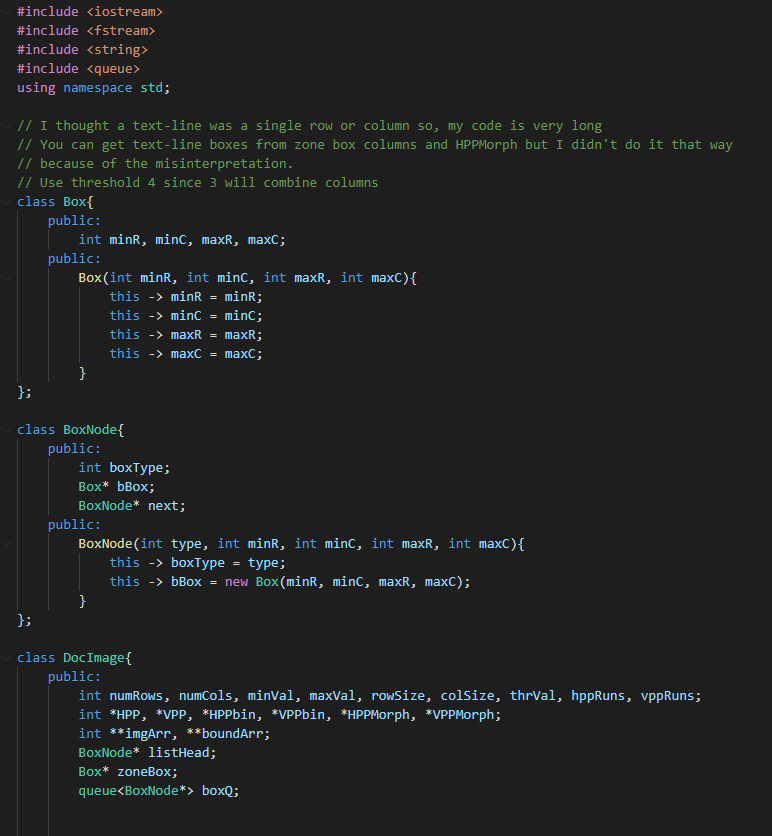 #include <iostream>
#include <fstream>
#include <string>
#include <queue>
using namespace std;

// I thought a text-line was a single row or column so, my code is very long
// You can get text-line boxes from zone box columns and HPPMorph but I didn't do it that way
// because of the misinterpretation.
// Use threshold 4 since 3 will combine columns
class Box{
    public:
        int minR, minC, maxR, maxC;
    public:
        Box(int minR, int minC, int maxR, int maxC){
            this -> minR = minR;
            this -> minC = minC;
            this -> maxR = maxR;
            this -> maxC = maxC;
        }
};

class BoxNode{
    public:
        int boxType;
        Box* bBox;
        BoxNode* next;
    public:
        BoxNode(int type, int minR, int minC, int maxR, int maxC){
            this -> boxType = type;
            this -> bBox = new Box(minR, minC, maxR, maxC);
        }
};

class DocImage{
    public:
        int numRows, numCols, minVal, maxVal, rowSize, colSize, thrVal, hppRuns, vppRuns;
        int *HPP, *VPP, *HPPbin, *VPPbin, *HPPMorph, *VPPMorph;
        int **imgArr, **boundArr;
        BoxNode* listHead;
        Box* zoneBox;
        queue<BoxNode*> boxQ;